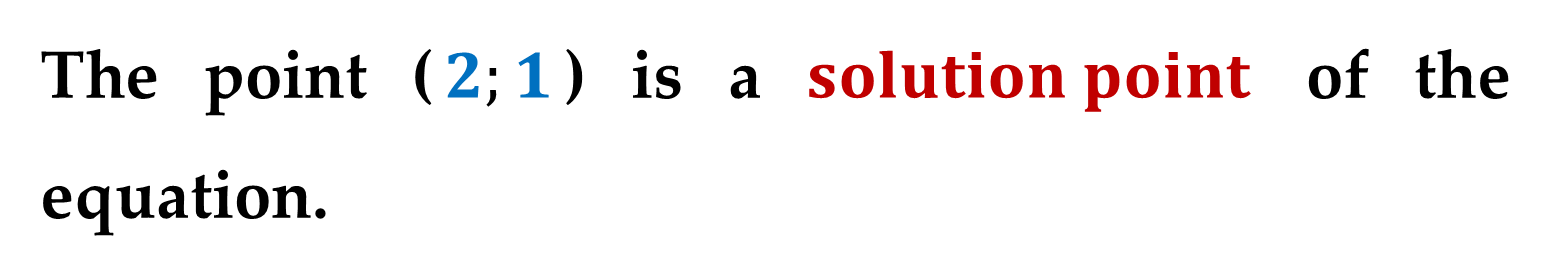 The point (2; 1) is a solution point of the
equation.